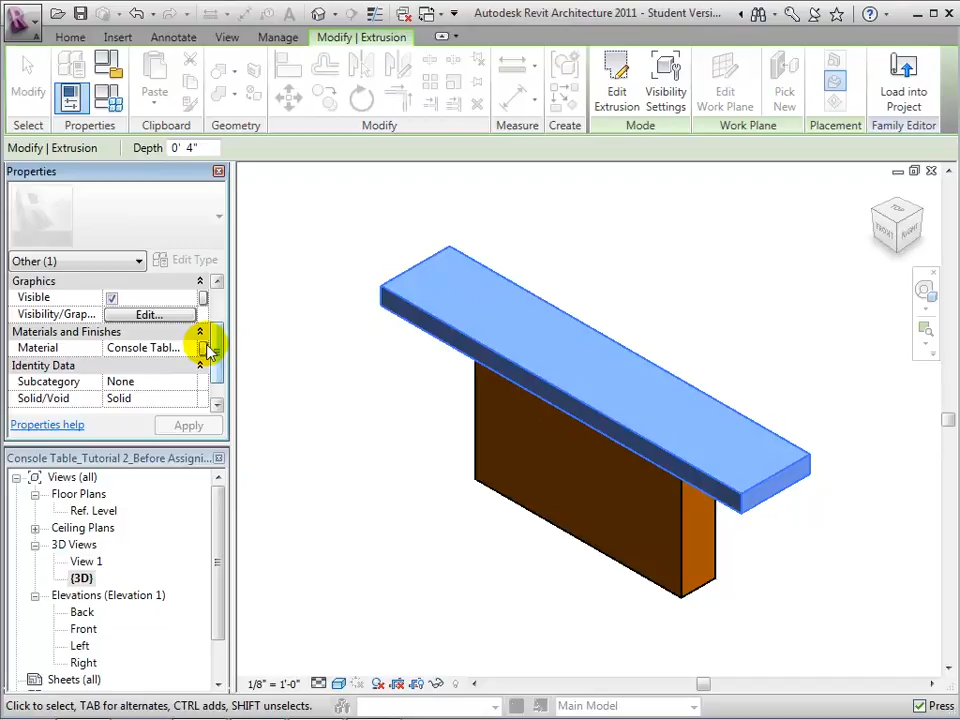 Autodesk Revit Architecture 2011 - Student Versi...
Home Insert Annotate View Manage Modify | Extrusion
Modify Paste Edit Extrusion Visibility Settings Edit Work Plane Pick New Load into Project
Select Properties Clipboard Geometry Modify Measure Create Mode Work Plane Placement Family Editor
Modify | Extrusion Depth 0' 4"
Properties
Other (1) Edit Type
Graphics
Visible
Visibility/Grap... Edit...
Materials and Finishes
Material Console Tabl...
Identity Data
Subcategory None
Solid/Void Solid
Properties help Apply
Console Table_Tutorial 2_Before Assigni...
Views (all)
Floor Plans
Ref. Level
Ceiling Plans
3D Views
View 1
{3D}
Elevations (Elevation 1)
Back
Front
Left
Right
Sheets (all)
TOP
FRONT RIGHT
1/8" = 1'-0"
Click to select, TAB for alternates, CTRL adds, SHIFT unselects. Main Model Press